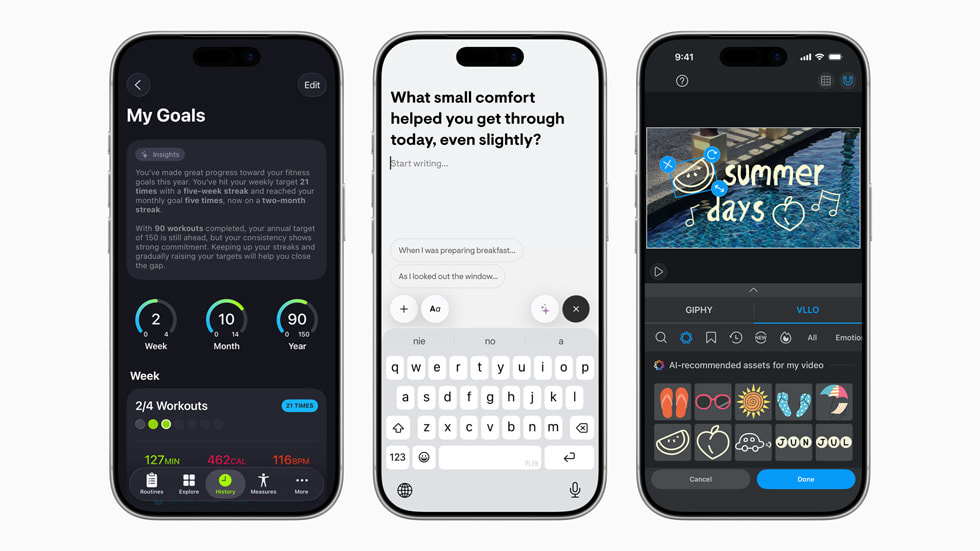 Edit
My Goals
Insights
You've made great progress toward your fitness
goals this year. You've hit your weekly target 21
times with a five-week streak and reached your
monthly goal five times, now on a two-month
streak.
With 90 workouts completed, your annual target
of 150 is still ahead, but your consistency shows
strong commitment. Keeping up your streaks and
gradually raising your targets will help you close
the gap.
2 10 90
0 4 0 14 0 150
Week Month Year
Week
2/4 Workouts 21 TIMES
127MIN 462CAL 116BPM
Routines Explore History Measures More
What small comfort
helped you get through
today, even slightly?
Start writing...
When I was preparing breakfast...
As I looked out the window...
Aa
nie no a
q w e r t y u i o p
a s d f g h j k l
z x c v b n m
123 PL EN
9:41
summer
days
GIPHY VLLO
NEW All Emotio
AI-recommended assets for my video
JUN JUL
Cancel Done